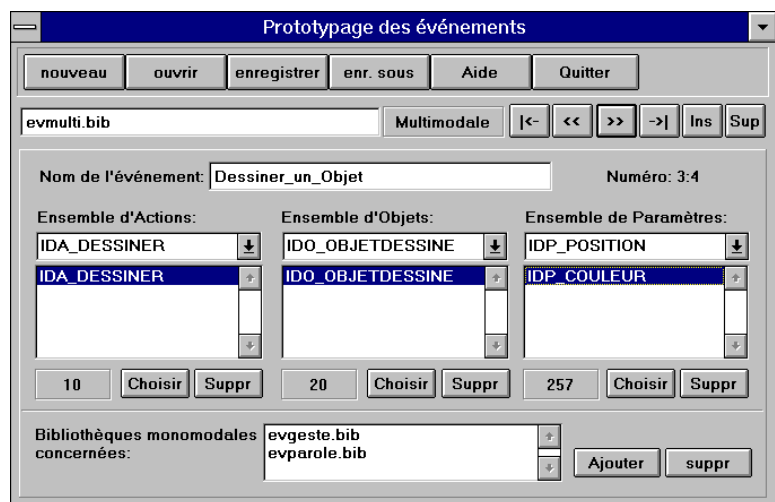 Prototypage des événements
nouveau ouvrir enregistrer enr. sous Aide Quitter
evmulti.bib Multimodale |<- << >> ->| Ins Sup
Nom de l'événement: Dessiner_un_Objet Numéro: 3:4
Ensemble d'Actions: Ensemble d'Objets: Ensemble de Paramètres:
IDA_DESSINER IDO_OBJETDESSINE IDP_POSITION
IDA_DESSINER IDO_OBJETDESSINE IDP_COULEUR
10 Choisir Suppr 20 Choisir Suppr 257 Choisir Suppr
Bibliothèques monomodales evgeste.bib
concernées: evparole.bib
Ajouter suppr